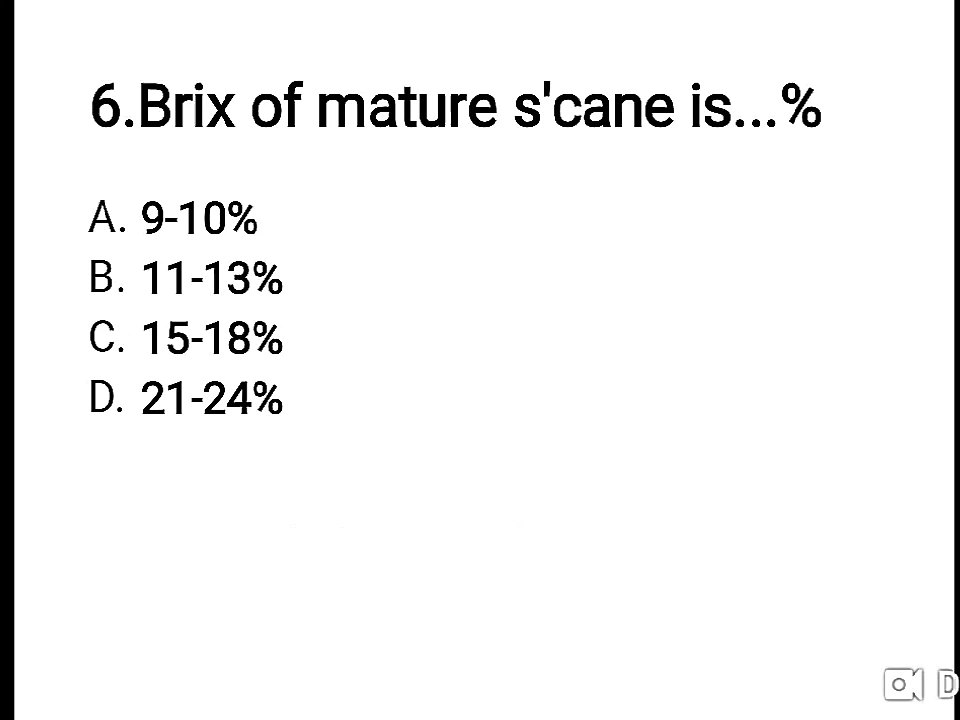 6.Brix of mature s'cane is...%
A. 9-10%
B. 11-13%
C. 15-18%
D. 21-24%
D